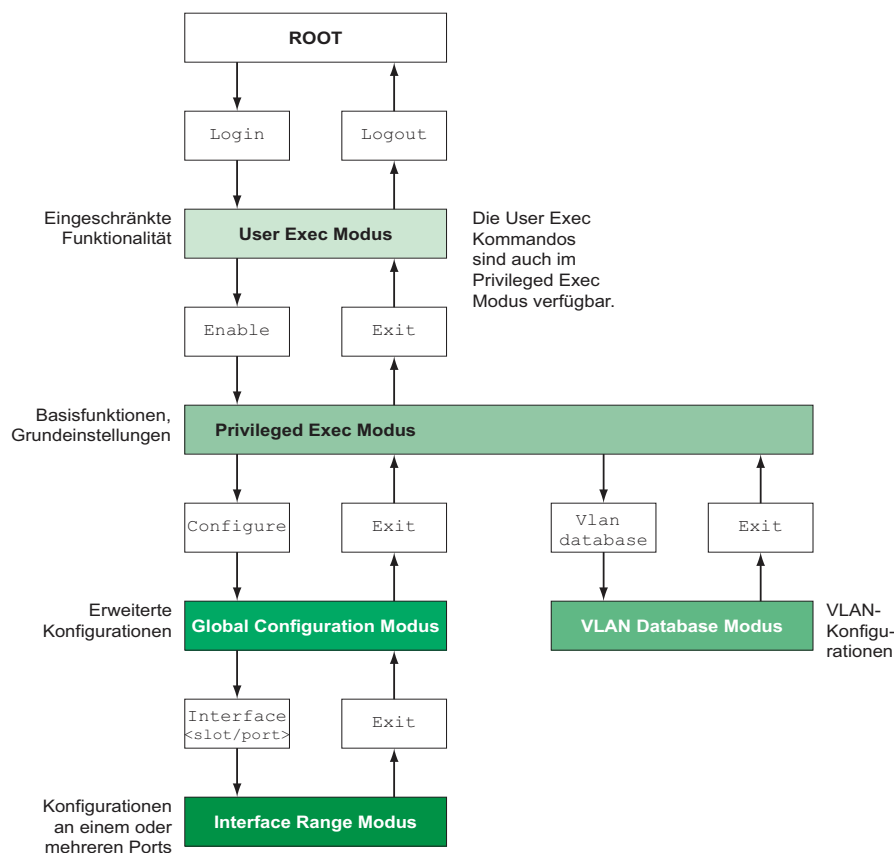 ROOT
Login
Logout
Eingeschränkte
Funktionalität
User Exec Modus
Die User Exec
Kommandos
sind auch im
Privileged Exec
Modus verfügbar.
Enable
Exit
Basisfunktionen,
Grundeinstellungen
Privileged Exec Modus
Configure
Exit
Vlan
database
Exit
Erweiterte
Konfigurationen
Global Configuration Modus
VLAN Database Modus
VLAN-
Konfigu-
rationen
Interface
<slot/port>
Exit
Konfigurationen
an einem oder
mehreren Ports
Interface Range Modus